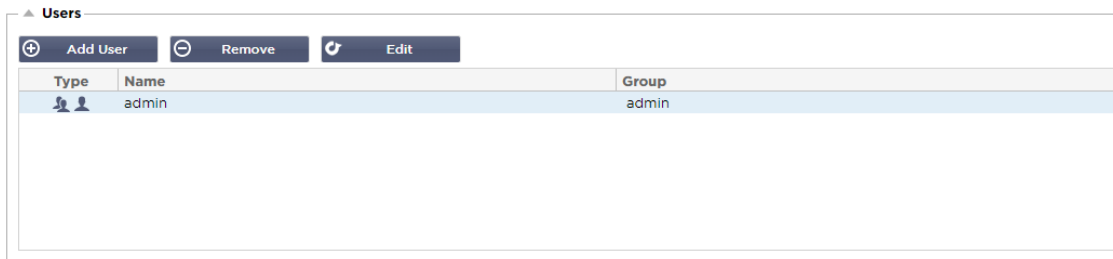 Users
Add User Remove Edit
Type Name Group
admin admin